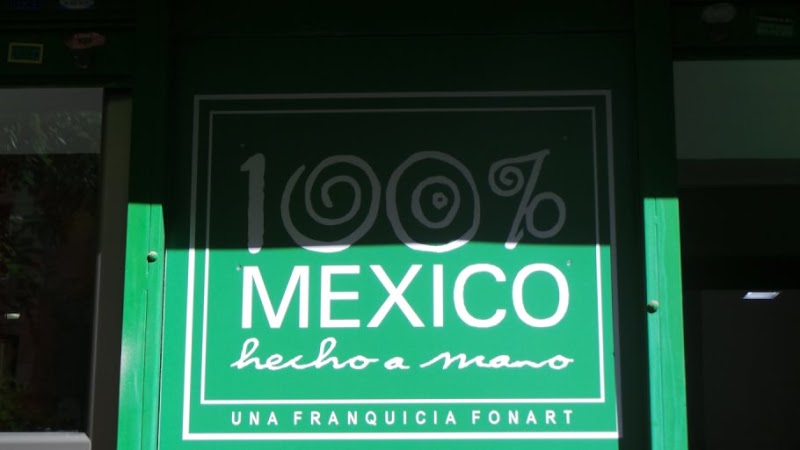 100%
MEXICO
hecho a mano
UNA FRANQUICIA FONART